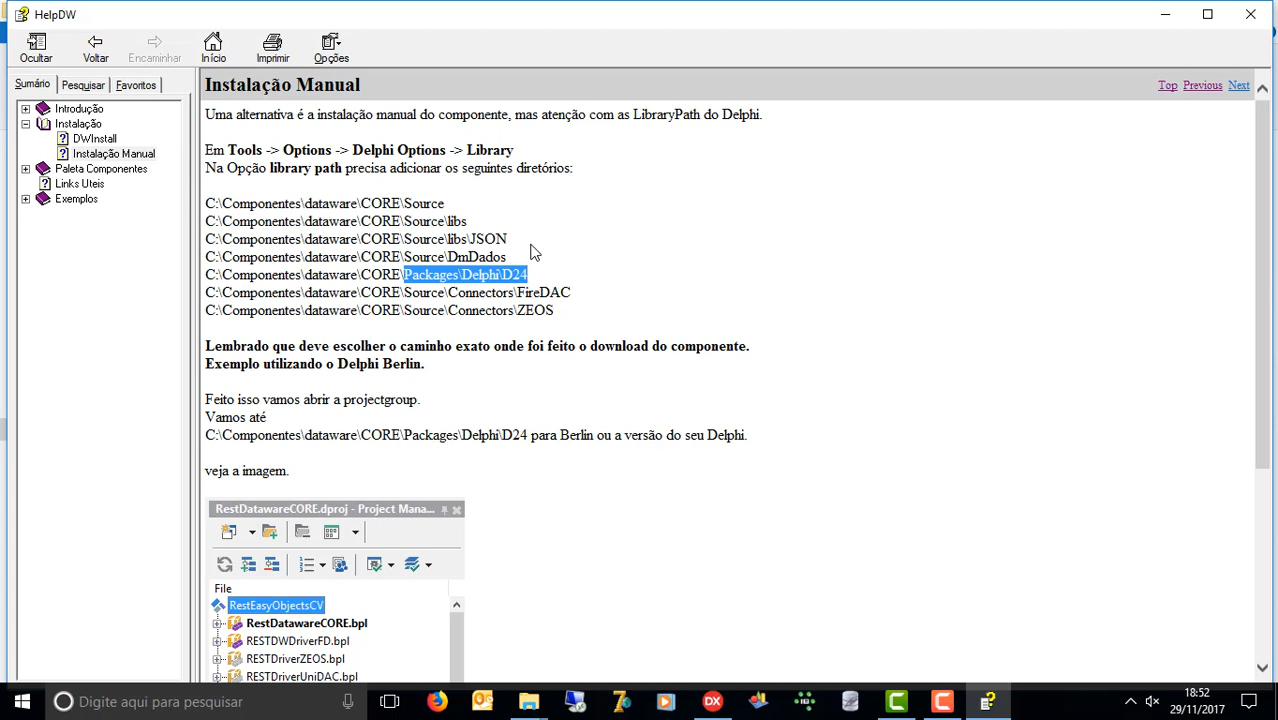 HelpDW
Ocultar Voltar Encaminhar Início Imprimir Opções
Sumário Pesquisar Favoritos
Introdução
Instalação
DWInstall
Instalação Manual
Paleta Componentes
Links Uteis
Exemplos
Instalação Manual
Top Previous Next
Uma alternativa é a instalação manual do componente, mas atenção com as LibraryPath do Delphi.
Em Tools -> Options -> Delphi Options -> Library
Na Opção library path precisa adicionar os seguintes diretórios:
C:\Componentes\dataware\CORE\Source
C:\Componentes\dataware\CORE\Source\libs
C:\Componentes\dataware\CORE\Source\libs\JSON
C:\Componentes\dataware\CORE\Source\DmDados
C:\Componentes\dataware\CORE\Packages\Delphi\D24
C:\Componentes\dataware\CORE\Source\Connectors\FireDAC
C:\Componentes\dataware\CORE\Source\Connectors\ZEOS
Lembrado que deve escolher o caminho exato onde foi feito o download do componente.
Exemplo utilizando o Delphi Berlin.
Feito isso vamos abrir a projectgroup.
Vamos até
C:\Componentes\dataware\CORE\Packages\Delphi\D24 para Berlin ou a versão do seu Delphi.
veja a imagem.
RestDatawareCORE.dproj - Project Mana...
File
RestEasyObjectsCV
RestDatawareCORE.bpl
RESTDWDriverFD.bpl
RESTDriverZEOS.bpl
RESTDriverUniDAC.bpl
Digite aqui para pesquisar
18:52
29/11/2017